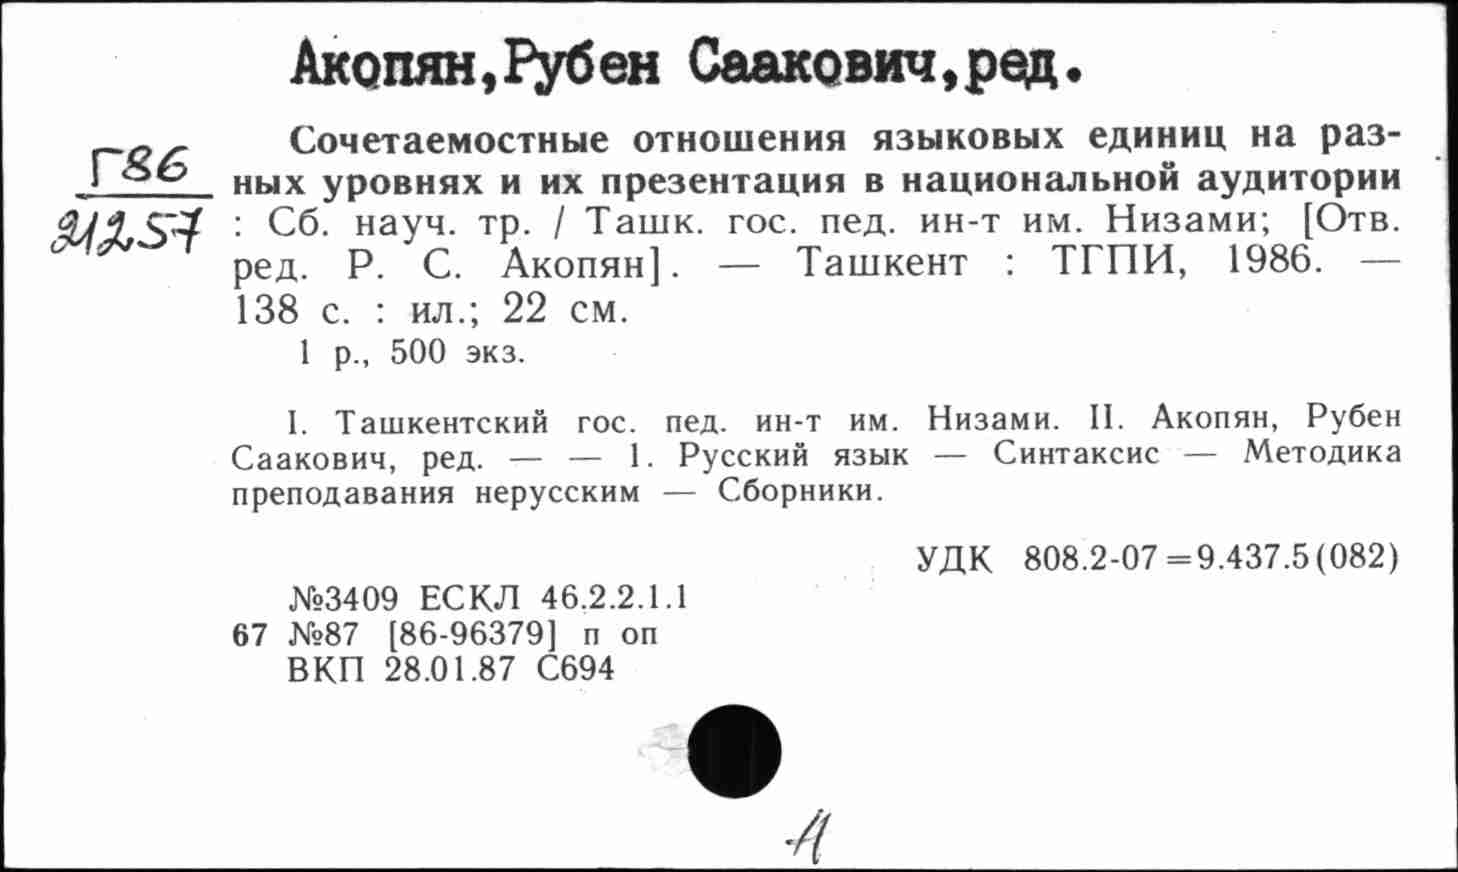 Акопян,Рубен Саакович,ред.
Г86
21257
Сочетаемостные отношения языковых единиц на раз-
ных уровнях и их презентация в национальной аудитории
: Сб. науч. тр. / Ташк. гос. пед. ин-т им. Низами; [Отв.
ред. Р. С. Акопян]. — Ташкент : ТГПИ, 1986. —
138 с. : ил.; 22 см.
1 р., 500 экз.
I. Ташкентский гос. пед. ин-т им. Низами. II. Акопян, Рубен
Саакович, ред. — — 1. Русский язык — Синтаксис — Методика
преподавания нерусским — Сборники.
УДК 808.2-07=9.437.5(082)
№3409 ЕСКЛ 46.2.2.1.1
67 №87 [86-96379] п оп
ВКП 28.01.87 С694
А